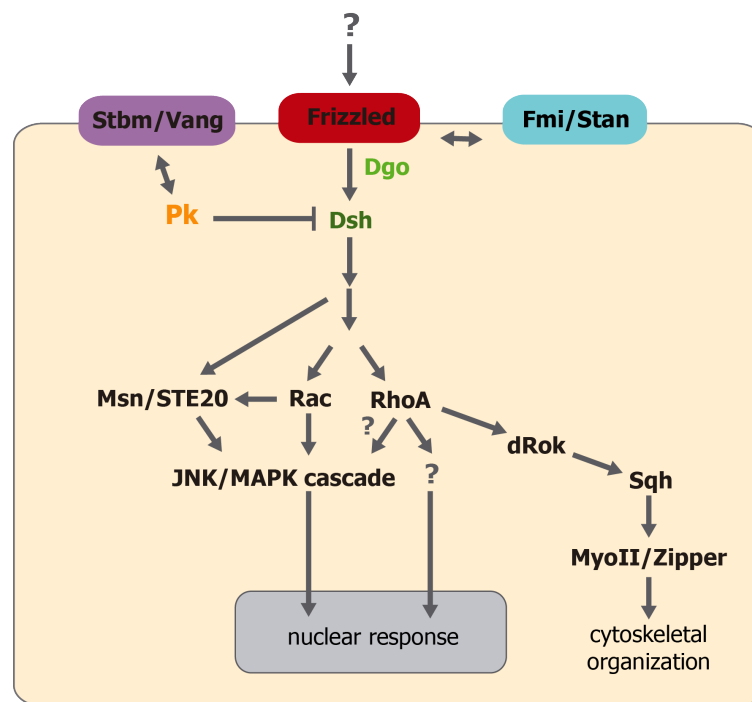 ?
Stbm/Vang
Frizzled
Fmi/Stan
Dgo
Pk
Dsh
Msn/STE20
Rac
RhoA
?
dRok
JNK/MAPK cascade
?
Sqh
MyoII/Zipper
nuclear response
cytoskeletal
organization